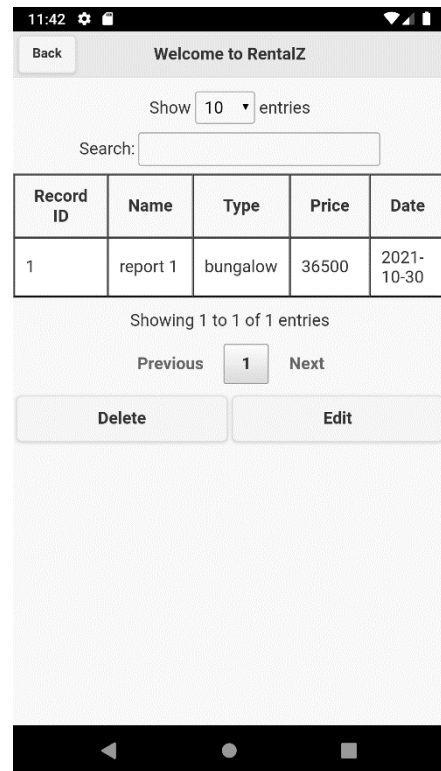 11:42
Back Welcome to RentalZ
Show 10 entries
Search:
Record ID Name Type Price Date
1 report 1 bungalow 36500 2021-10-30
Showing 1 to 1 of 1 entries
Previous 1 Next
Delete Edit